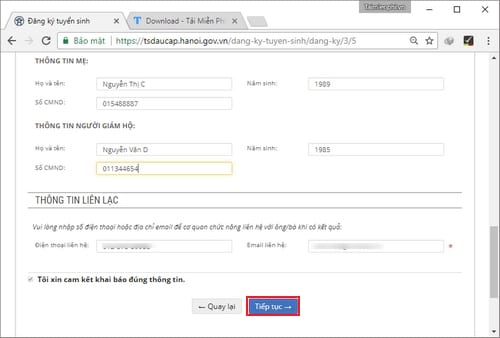 Taimienphi.vn
Đăng ký tuyển sinh
Download - Tải Miễn Ph
Bảo mật
https://tsdaucap.hanoi.gov.vn/dang-ky-tuyen-sinh/dang-ky/3/5
THÔNG TIN MẸ:
Họ và tên: Nguyễn Thị C Năm sinh: 1989
Số CMND: 015488887
THÔNG TIN NGƯỜI GIÁM HỘ:
Họ và tên: Nguyễn Văn D Năm sinh: 1985
Số CMND: 011344654
THÔNG TIN LIÊN LẠC
Vui lòng nhập số điện thoại hoặc địa chỉ email để cơ quan chức năng liên hệ với ông/bà khi có kết quả:
Điện thoại liên hệ: Email liên hệ: *
Tôi xin cam kết khai báo đúng thông tin.
← Quay lại Tiếp tục →